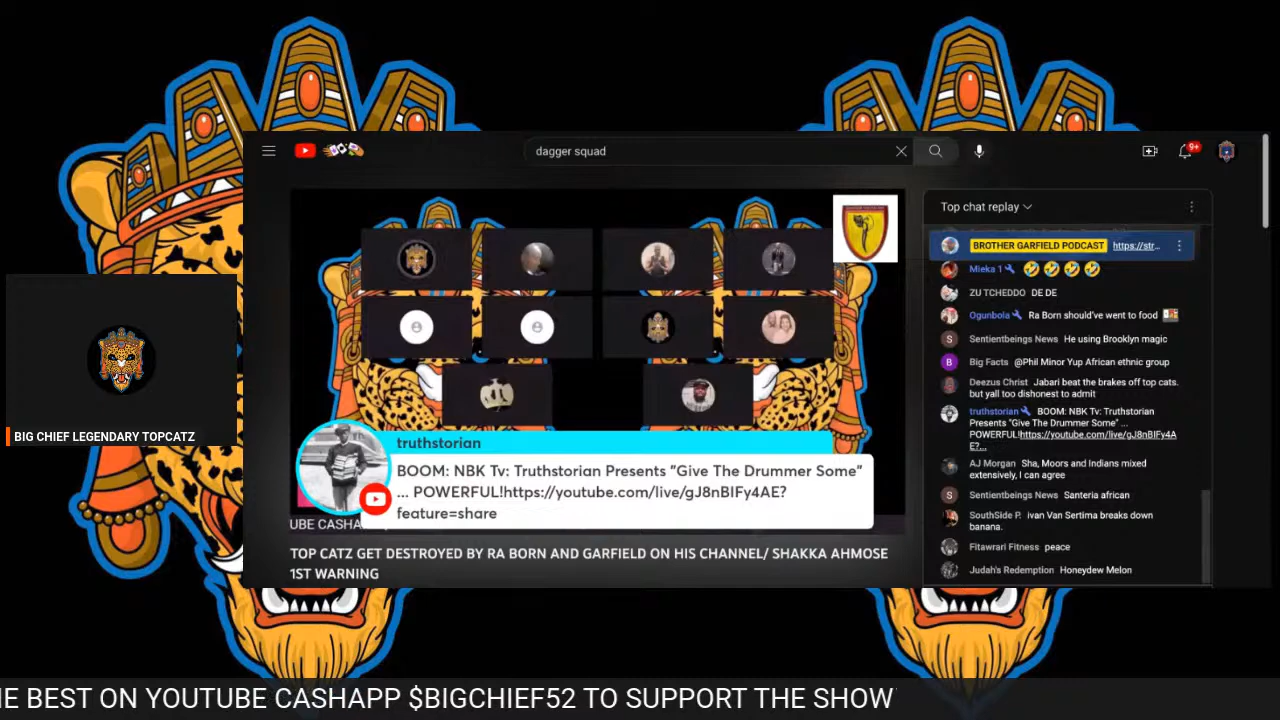 dagger squad
9+
Top chat replay
BROTHER GARFIELD PODCAST https://str...
Mieka 1
ZU TCHEDDO DE DE
Ogunbola Ra Born should've went to food
Sentientbeings News He using Brooklyn magic
Big Facts @Phil Minor Yup African ethnic group
Deezus Christ Jabari beat the brakes off top cats.
but yall too dishonest to admit
truthstorian BOOM: NBK Tv: Truthstorian
Presents "Give The Drummer Some" ...
POWERFUL!https://youtube.com/live/gJ8nBIFy4A
E?...
AJ Morgan Sha, Moors and Indians mixed
extensively, I can agree
Sentientbeings News Santeria african
SouthSide P. ivan Van Sertima breaks down
banana.
Fitawrari Fitness peace
Judah's Redemption Honeydew Melon
truthstorian
BOOM: NBK Tv: Truthstorian Presents "Give The Drummer Some"
... POWERFUL!https://youtube.com/live/gJ8nBIFy4AE?
feature=share
UBE CASHA
TOP CATZ GET DESTROYED BY RA BORN AND GARFIELD ON HIS CHANNEL/ SHAKKA AHMOSE
1ST WARNING
BIG CHIEF LEGENDARY TOPCATZ
E BEST ON YOUTUBE CASHAPP $BIGCHIEF52 TO SUPPORT THE SHOW